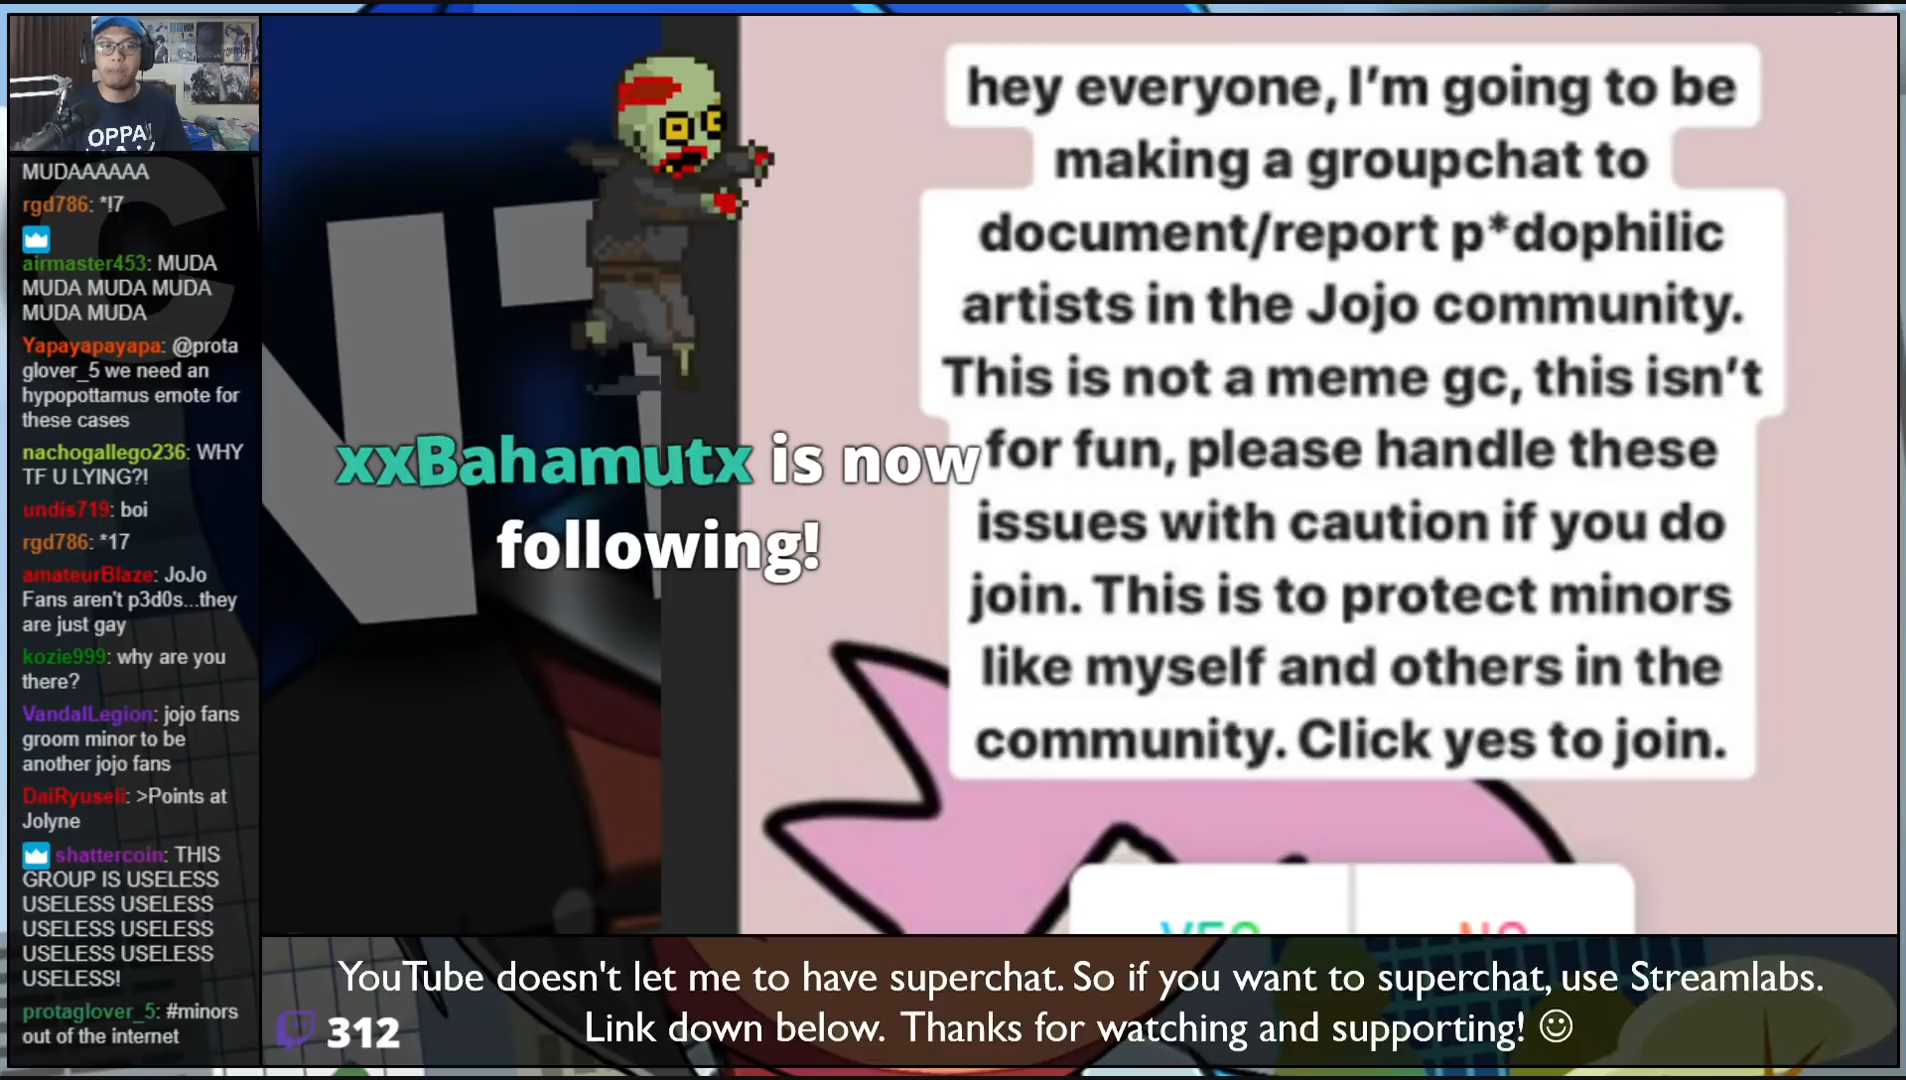 OPPAI
MUDAAAAAA
rgd786: *!7
airmaster453: MUDA
MUDA MUDA MUDA
MUDA MUDA
Yapayapayapa: @prota
glover_5 we need an
hypopottamus emote for
these cases
nachogallego236: WHY
TF U LYING?!
undis719: boi
rgd786: *17
amateurBlaze: JoJo
Fans aren't p3d0s...they
are just gay
kozie999: why are you
there?
VandalLegion: jojo fans
groom minor to be
another jojo fans
DaiRyuseii: >Points at
Jolyne
shattercoin: THIS
GROUP IS USELESS
USELESS USELESS
USELESS USELESS
USELESS USELESS
USELESS!
protaglover_5: #minors
out of the internet
xxBahamutx is now
following!
hey everyone, I'm going to be
making a groupchat to
document/report p*dophilic
artists in the Jojo community.
This is not a meme gc, this isn't
for fun, please handle these
issues with caution if you do
join. This is to protect minors
like myself and others in the
community. Click yes to join.
YES NO
312
YouTube doesn't let me to have superchat. So if you want to superchat, use Streamlabs.
Link down below. Thanks for watching and supporting! ☺